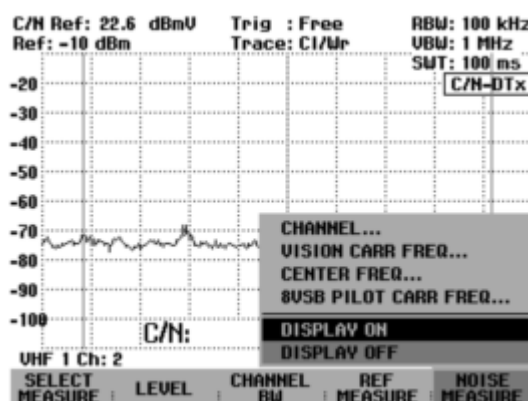 C/N Ref: 22.6 dBmV Trig : Free RBW: 100 kHz
Ref: -10 dBm Trace: Cl/Wr VBW: 1 MHz
SWT: 100 ms
C/N-DTx
-20
-30
-40
-50
-60
-70
-80
-90
-100
CHANNEL...
VISION CARR FREQ...
CENTER FREQ...
8VSB PILOT CARR FREQ...
DISPLAY ON
DISPLAY OFF
C/N:
VHF 1 Ch: 2
SELECT MEASURE LEVEL CHANNEL BW REF MEASURE NOISE MEASURE